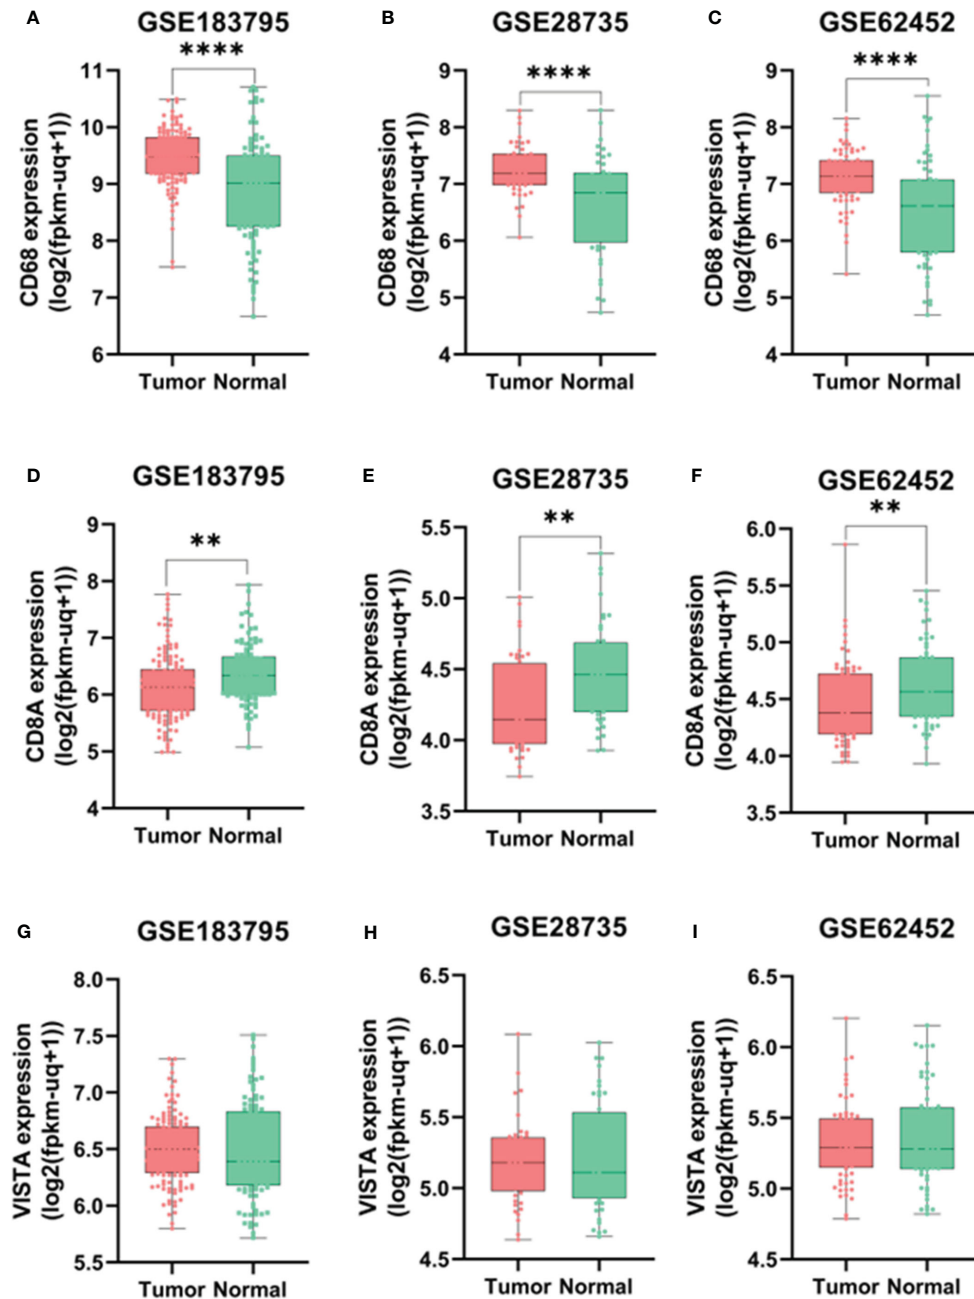 A
GSE183795
****
CD68 expression
(log2(fpkm-uq+1))
11
10
9
8
7
6
Tumor Normal
B
GSE28735
****
CD68 expression
(log2(fpkm-uq+1))
9
8
7
6
5
4
Tumor Normal
C
GSE62452
****
CD68 expression
(log2(fpkm-uq+1))
9
8
7
6
5
4
Tumor Normal
D
GSE183795
**
CD8A expression
(log2(fpkm-uq+1))
9
8
7
6
5
4
Tumor Normal
E
GSE28735
**
CD8A expression
(log2(fpkm-uq+1))
5.5
5.0
4.5
4.0
3.5
Tumor Normal
F
GSE62452
**
CD8A expression
(log2(fpkm-uq+1))
6.0
5.5
5.0
4.5
4.0
3.5
Tumor Normal
G
GSE183795
VISTA expression
(log2(fpkm-uq+1))
8.0
7.5
7.0
6.5
6.0
5.5
Tumor Normal
H
GSE28735
VISTA expression
(log2(fpkm-uq+1))
6.5
6.0
5.5
5.0
4.5
Tumor Normal
I
GSE62452
VISTA expression
(log2(fpkm-uq+1))
6.5
6.0
5.5
5.0
4.5
Tumor Normal